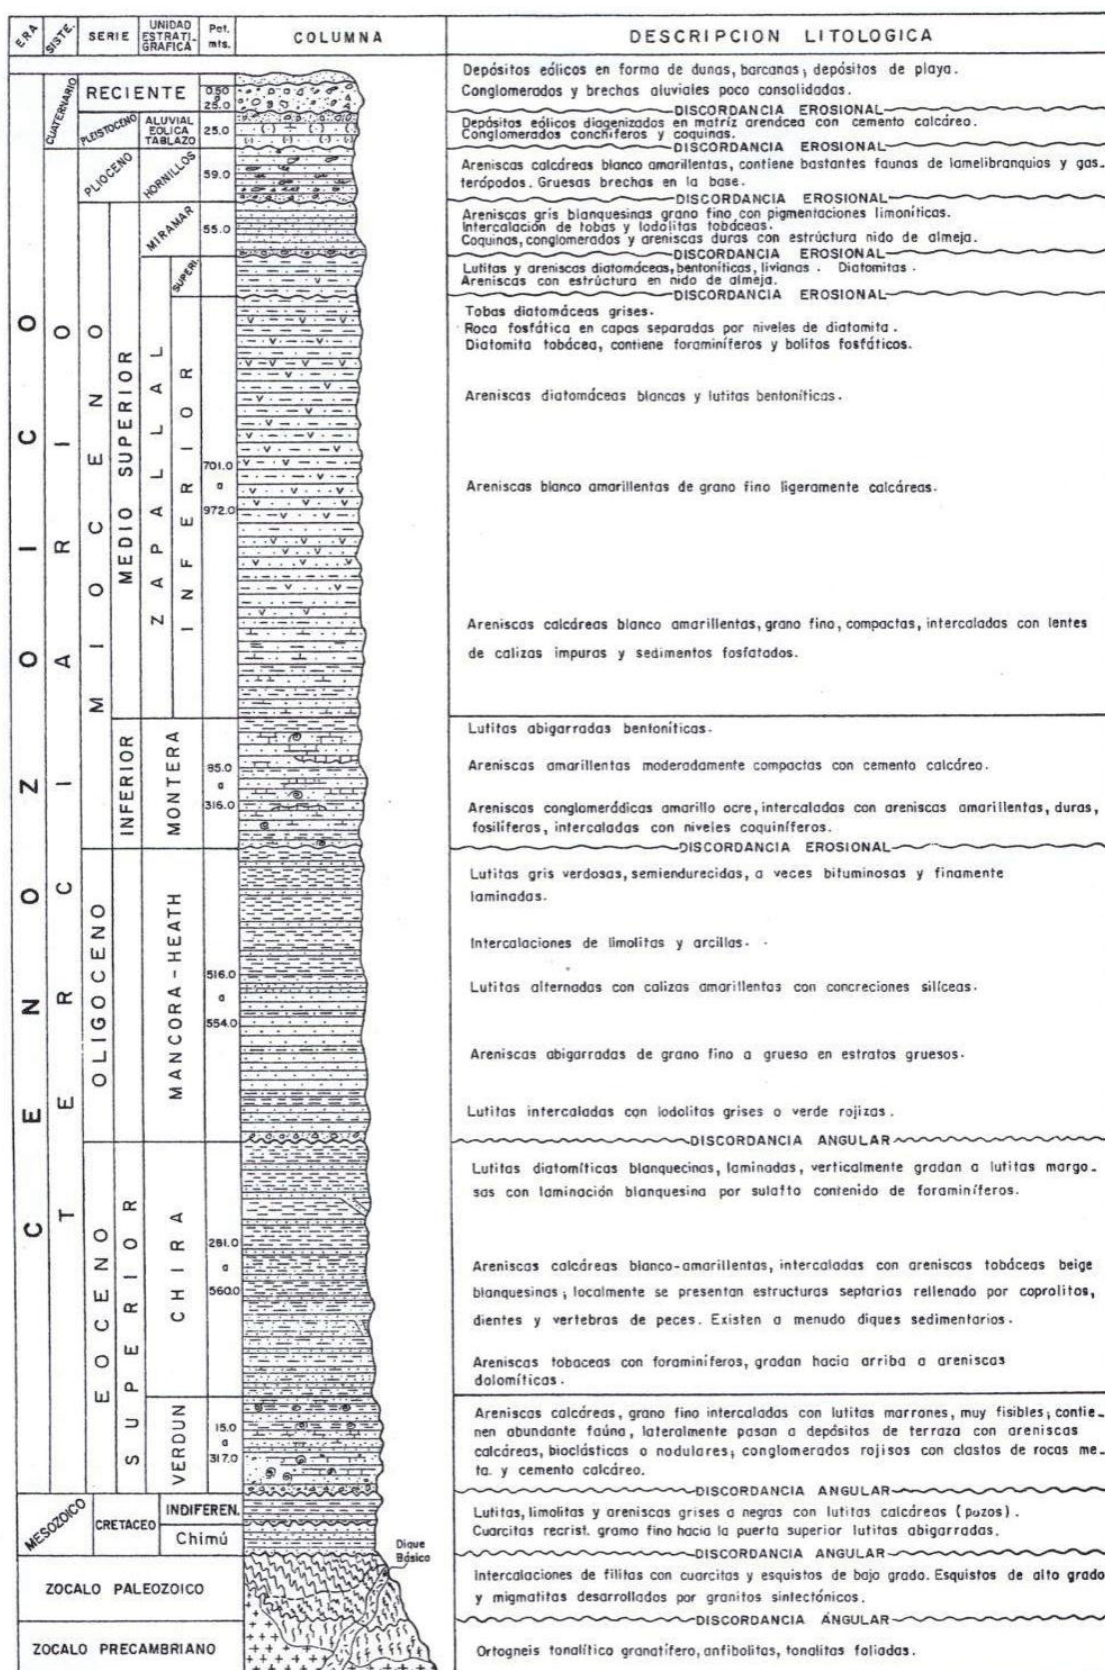 ERA SISTE. SERIE UNIDAD ESTRATI- GRAFICA Pot. mts. COLUMNA DESCRIPCION LITOLOGICA
CENOZOICO
CUATERNARIO
RECIENTE
0.50
a
25.0
Depósitos eólicos en forma de dunas, barcanas; depósitos de playa.
Conglomerados y brechas aluviales poco consolidadas.
DISCORDANCIA EROSIONAL
PLEISTOCENO
ALUVIAL
EOLICA
TABLAZO
25.0
Depósitos eólicos diagenizados en matríz arenácea con cemento calcáreo.
Conglomerados conchíferos y coquinas.
DISCORDANCIA EROSIONAL
TERCIARIO
PLIOCENO
HORNILLOS
59.0
Areniscas calcáreas blanco amarillentas, contiene bastantes faunas de lamelibranquios y gas-
terópodos. Gruesas brechas en la base.
DISCORDANCIA EROSIONAL
MIOCENO
MEDIO SUPERIOR
MIRAMAR
55.0
Areniscas gris blanquesinas grano fino con pigmentaciones limoníticas.
Intercalación de tobas y lodolitas tobáceas.
Coquinas, conglomerados y areniscas duras con estrúctura nido de almeja.
DISCORDANCIA EROSIONAL
ZAPALLAL
SUPERI.
Lutitas y areniscas diatomáceas, bentoníticas, livianas. Diatomitas.
Areniscas con estrúctura en nido de almeja.
DISCORDANCIA EROSIONAL
INFERIOR
701.0
a
972.0
Tobas diatomáceas grises.
Roca fosfática en capas separadas por niveles de diatomita.
Diatomita tobácea, contiene foraminíferos y bolitos fosfáticos.
Areniscas diatomáceas blancas y lutitas bentoníticas.
Areniscas blanco amarillentas de grano fino ligeramente calcáreas.
Areniscas calcáreas blanco amarillentas, grano fino, compactas, intercaladas con lentes
de calizas impuras y sedimentos fosfatados.
INFERIOR
MONTERA
95.0
a
316.0
Lutitas abigarradas bentoníticas.
Areniscas amarillentas moderadamente compactas con cemento calcáreo.
Areniscas conglomerádicas amarillo ocre, intercaladas con areniscas amarillentas, duras,
fosilíferas, intercaladas con niveles coquiníferos.
DISCORDANCIA EROSIONAL
OLIGOCENO
MANCORA-HEATH
516.0
a
554.0
Lutitas gris verdosas, semiendurecidas, a veces bituminosas y finamente
laminadas.
Intercalaciones de limolitas y arcillas.
Lutitas alternadas con calizas amarillentas con concreciones silíceas.
Areniscas abigarradas de grano fino a grueso en estratos gruesos.
Lutitas intercaladas con lodolitas grises o verde rojizas.
DISCORDANCIA ANGULAR
EOCENO
SUPERIOR
CHIRA
281.0
a
560.0
Lutitas diatomíticas blanquecinas, laminadas, verticalmente gradan a lutitas margo-
sas con laminación blanquesina por sulafto contenido de foraminíferos.
Areniscas calcáreas blanco-amarillentas, intercaladas con areniscas tobáceas beige
blanquesinas; localmente se presentan estructuras septarias rellenado por coprolitos,
dientes y vertebras de peces. Existen a menudo diques sedimentarios.
Areniscas tobaceas con foraminíferos, gradan hacia arriba a areniscas
dolomíticas.
VERDUN
15.0
a
317.0
Areniscas calcáreas, grano fino intercaladas con lutitas marrones, muy fisibles; contie-
nen abundante faúna, lateralmente pasan a depósitos de terraza con areniscas
calcáreas, bioclásticas o nodulares; conglomerados rojisos con clastos de rocas me-
ta. y cemento calcáreo.
DISCORDANCIA ANGULAR
MESOZOICO
CRETACEO
INDIFEREN.
Chimú
Lutitas, limolitas y areniscas grises a negras con lutitas calcáreas (pozos).
Cuarcitas recrist. gramo fino hacia la puerta superior lutitas abigarradas.
DISCORDANCIA ANGULAR
Dique
Básico
ZOCALO PALEOZOICO
Intercalaciones de filitas con cuarcitas y esquistos de bajo grado. Esquistos de alto grado
y migmatitas desarrollados por granitos sintectónicos.
DISCORDANCIA ANGULAR
ZOCALO PRECAMBRIANO
Ortogneis tonalítico granatífero, anfibolitas, tonalitas foliadas.